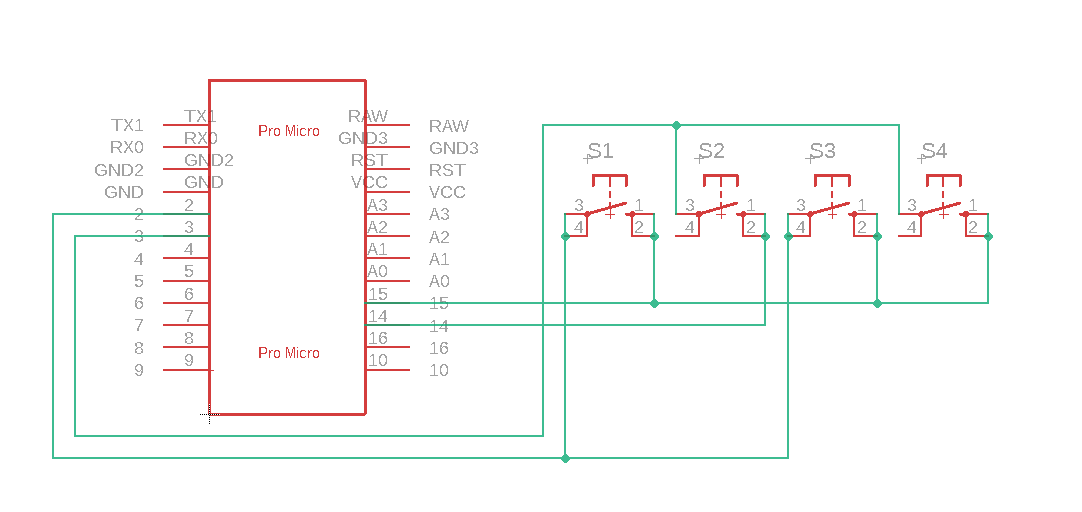 TX1 TX1 Pro Micro RAW RAW
RX0 RX0 GND3 GND3
GND2 GND2 RST RST
GND GND VCC VCC
2 2 A3 A3
3 3 A2 A2
4 4 A1 A1
5 5 A0 A0
6 6 15 15
7 7 14 14
8 8 16 16
9 9 Pro Micro 10 10
S1 S2 S3 S4
3 1 3 1 3 1 3 1
4 2 4 2 4 2 4 2